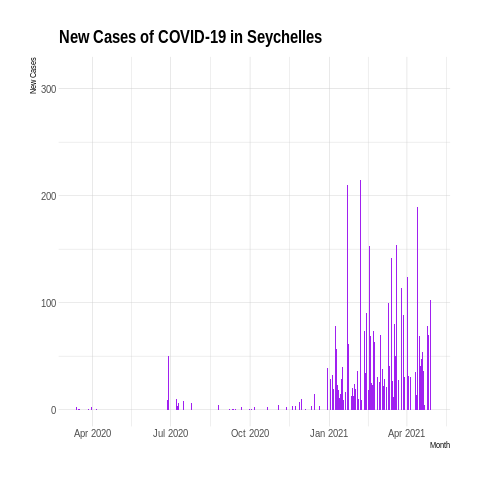 New Cases of COVID-19 in Seychelles
New Cases
300
200
100
0
Apr 2020 Jul 2020 Oct 2020 Jan 2021 Apr 2021
Month